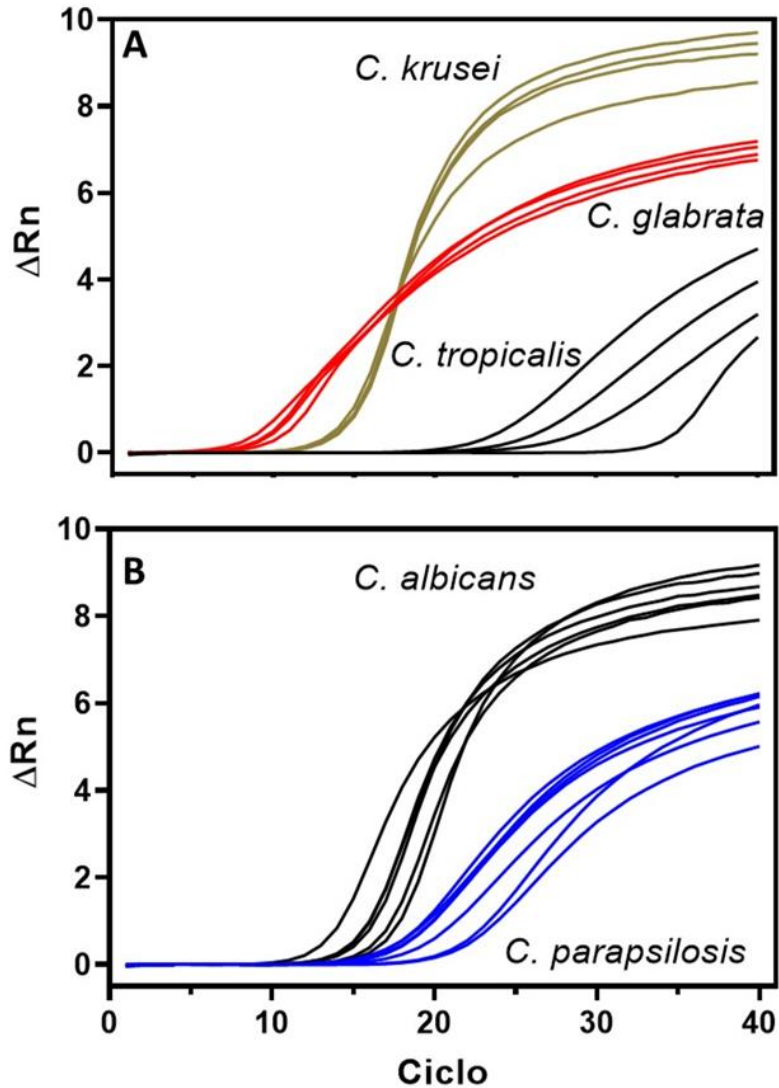 A
10
8
6
4
2
0
ΔRn
C. krusei
C. glabrata
C. tropicalis
B
10
8
6
4
2
0
ΔRn
C. albicans
C. parapsilosis
0 10 20 30 40
Ciclo